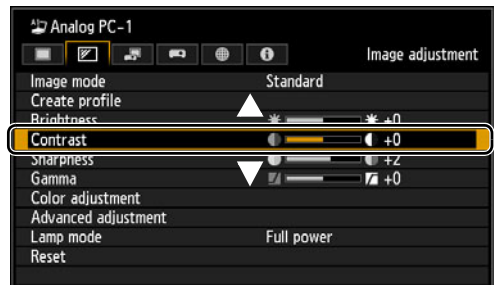 Analog PC-1
Image adjustment
Image mode Standard
Create profile
Brightness +0
Contrast +0
Sharpness +2
Gamma +0
Color adjustment
Advanced adjustment
Lamp mode Full power
Reset